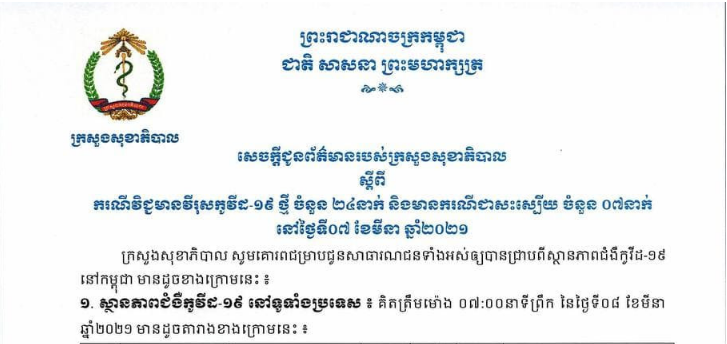 ព្រះរាជាណាចក្រកម្ពុជា
ជាតិ សាសនា ព្រះមហាក្សត្រ
ក្រសួងសុខាភិបាល
សេចក្តីជូនព័ត៌មានរបស់ក្រសួងសុខាភិបាល
ស្តីពី
ករណីវិជ្ជមានវីរុសកូវីដ-១៩ ថ្មី ចំនួន ២៤នាក់ និងមានករណីជាសះស្បើយ ចំនួន ០៧នាក់
នៅថ្ងៃទី០៧ ខែមីនា ឆ្នាំ២០២១
ក្រសួងសុខាភិបាល សូមគោរពជម្រាបជូនសាធារណជនទាំងអស់ឲ្យបានជ្រាបពីស្ថានភាពជំងឺកូវីដ-១៩
នៅកម្ពុជា មានដូចខាងក្រោមនេះ ៖
១. ស្ថានភាពជំងឺកូវីដ-១៩ នៅទូទាំងប្រទេស ៖ គិតត្រឹមម៉ោង ០៧:០០នាទីព្រឹក នៃថ្ងៃទី០៨ ខែមីនា
ឆ្នាំ២០២១ មានដូចតារាងខាងក្រោមនេះ ៖